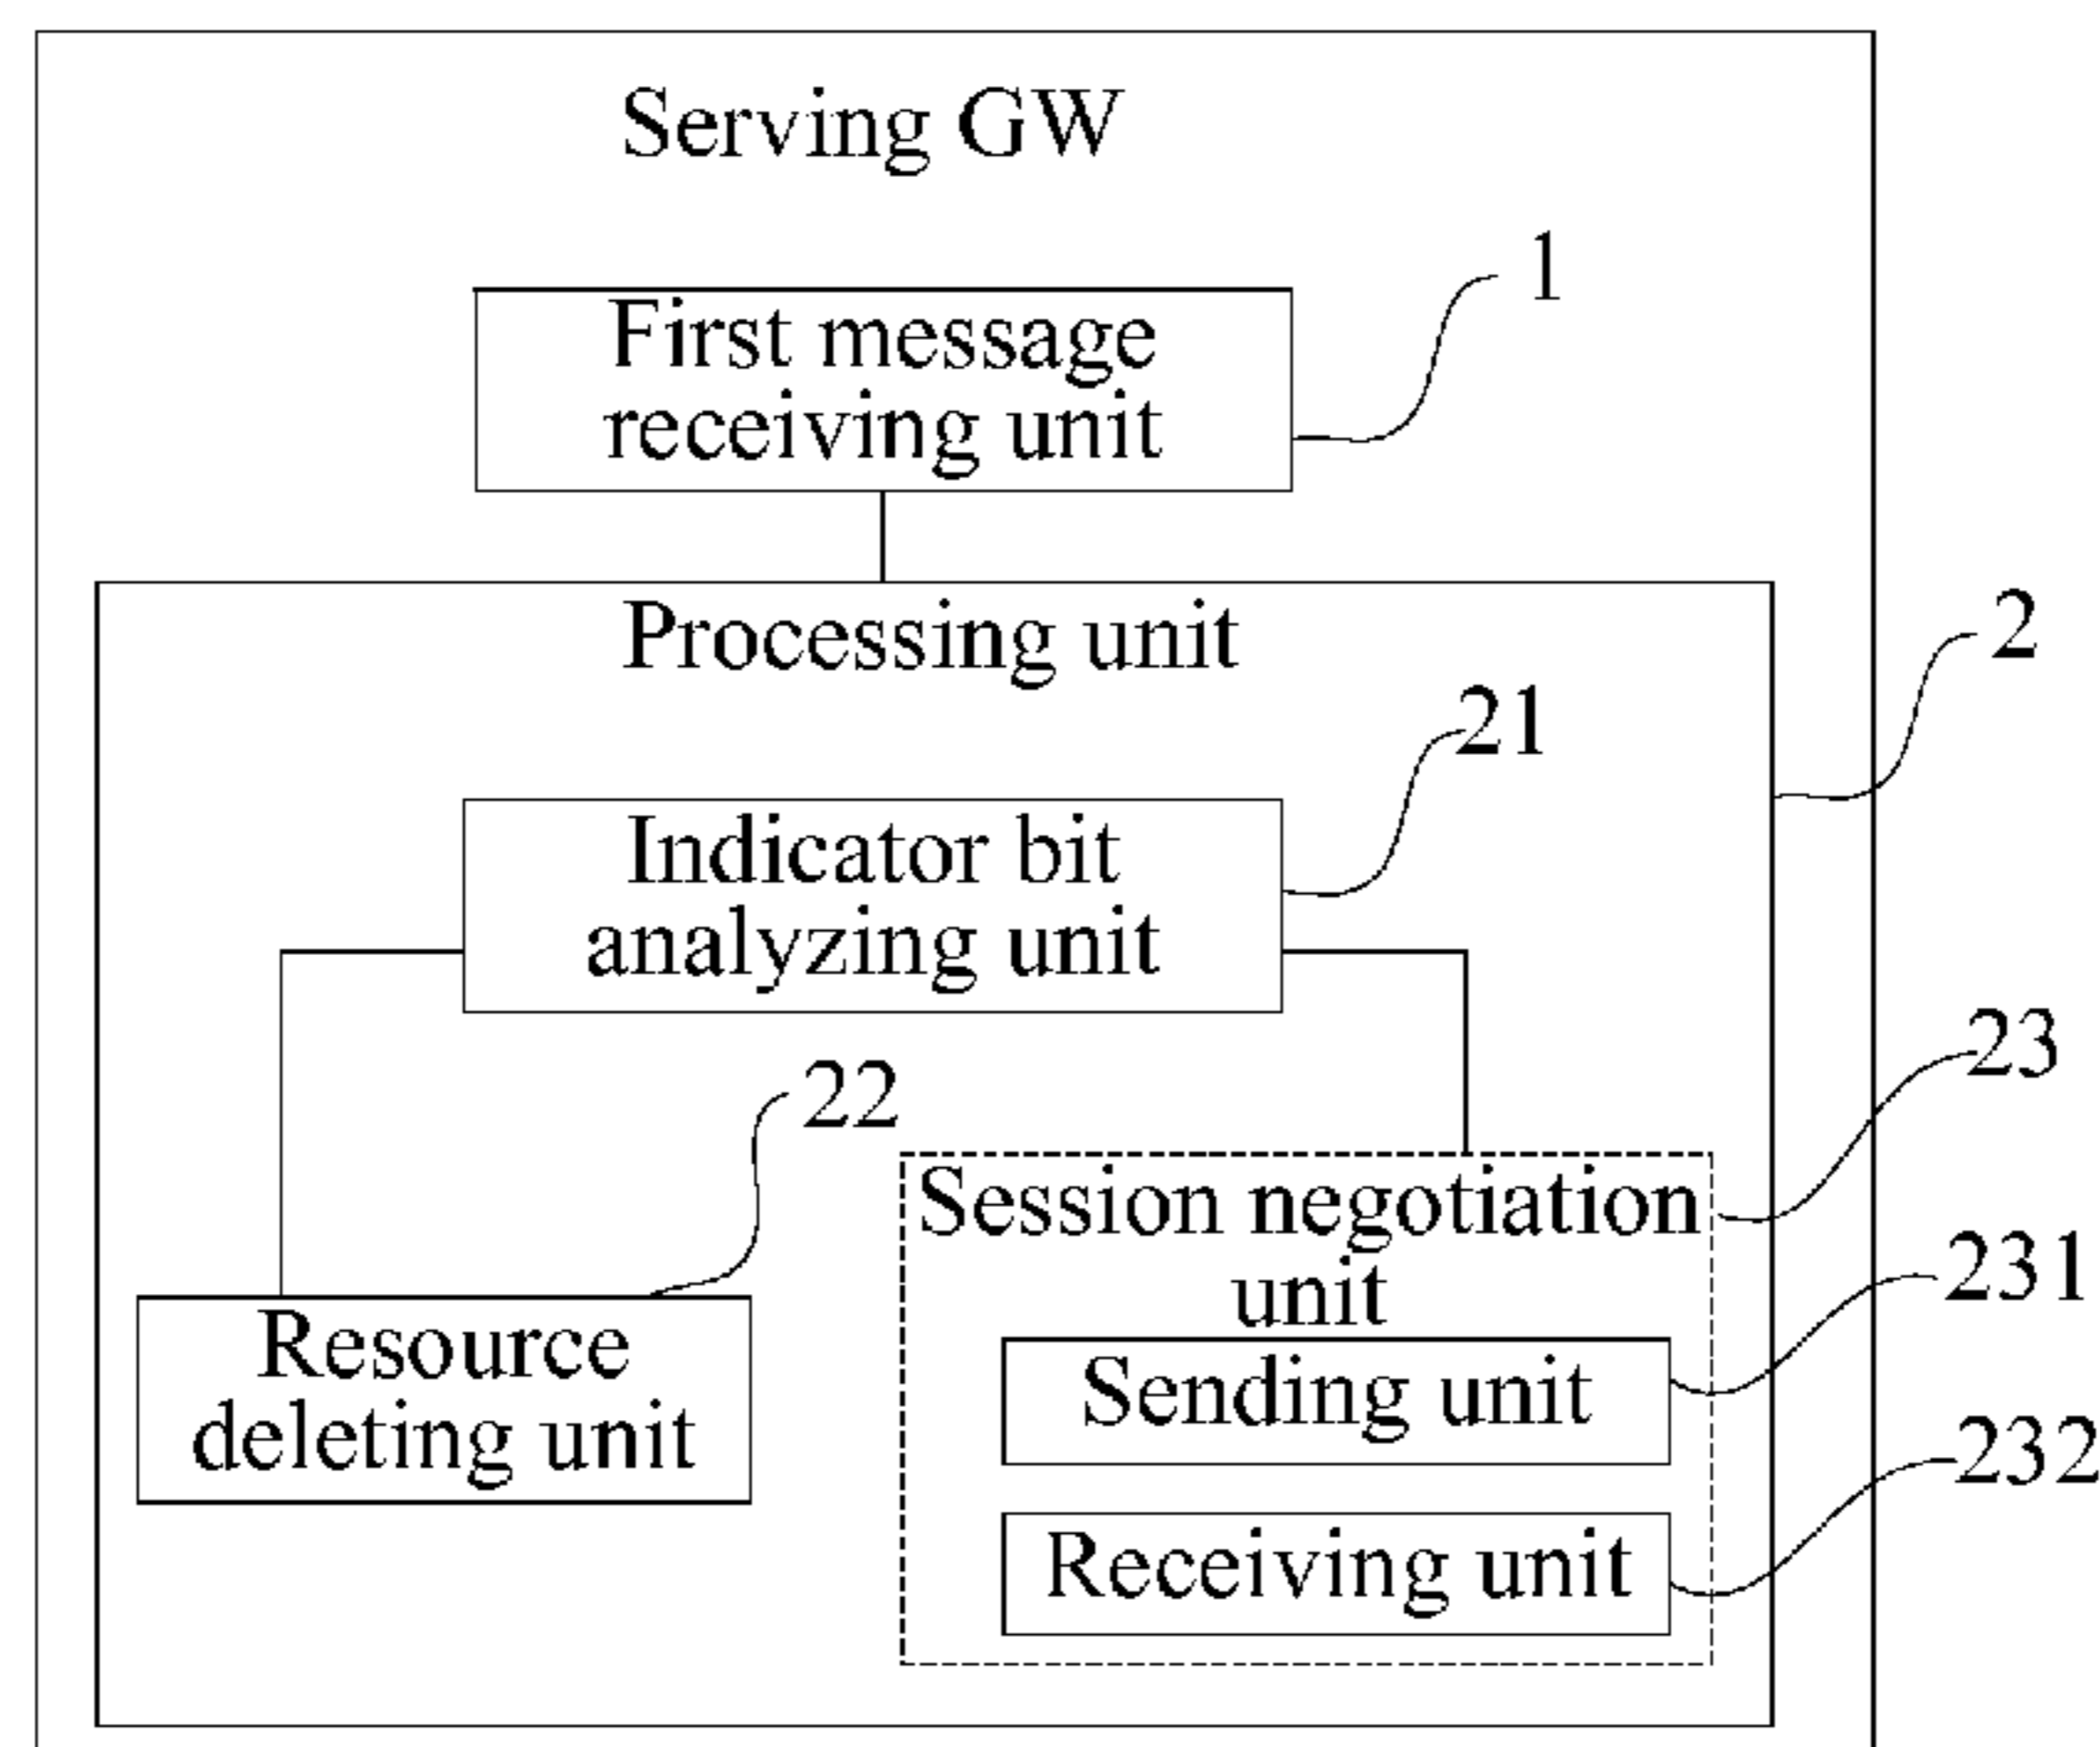 Serving GW
1
First message
receiving unit
2
Processing unit
21
Indicator bit
analyzing unit
22
23
Session negotiation
unit
231
Resource
deleting unit
Sending unit
232
Receiving unit